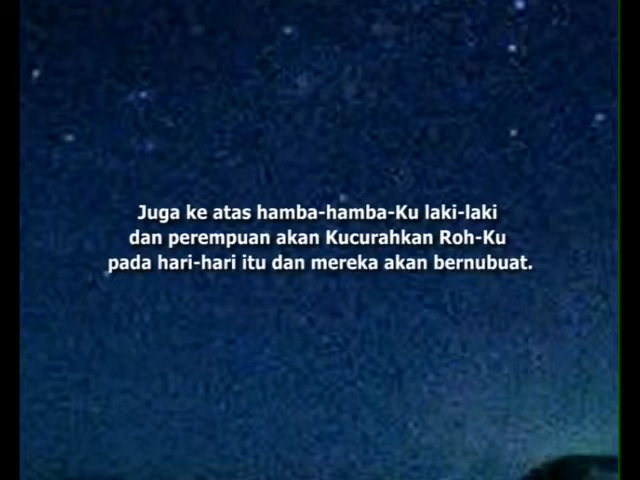 Juga ke atas hamba-hamba-Ku laki-laki
dan perempuan akan Kucurahkan Roh-Ku
pada hari-hari itu dan mereka akan bernubuat.